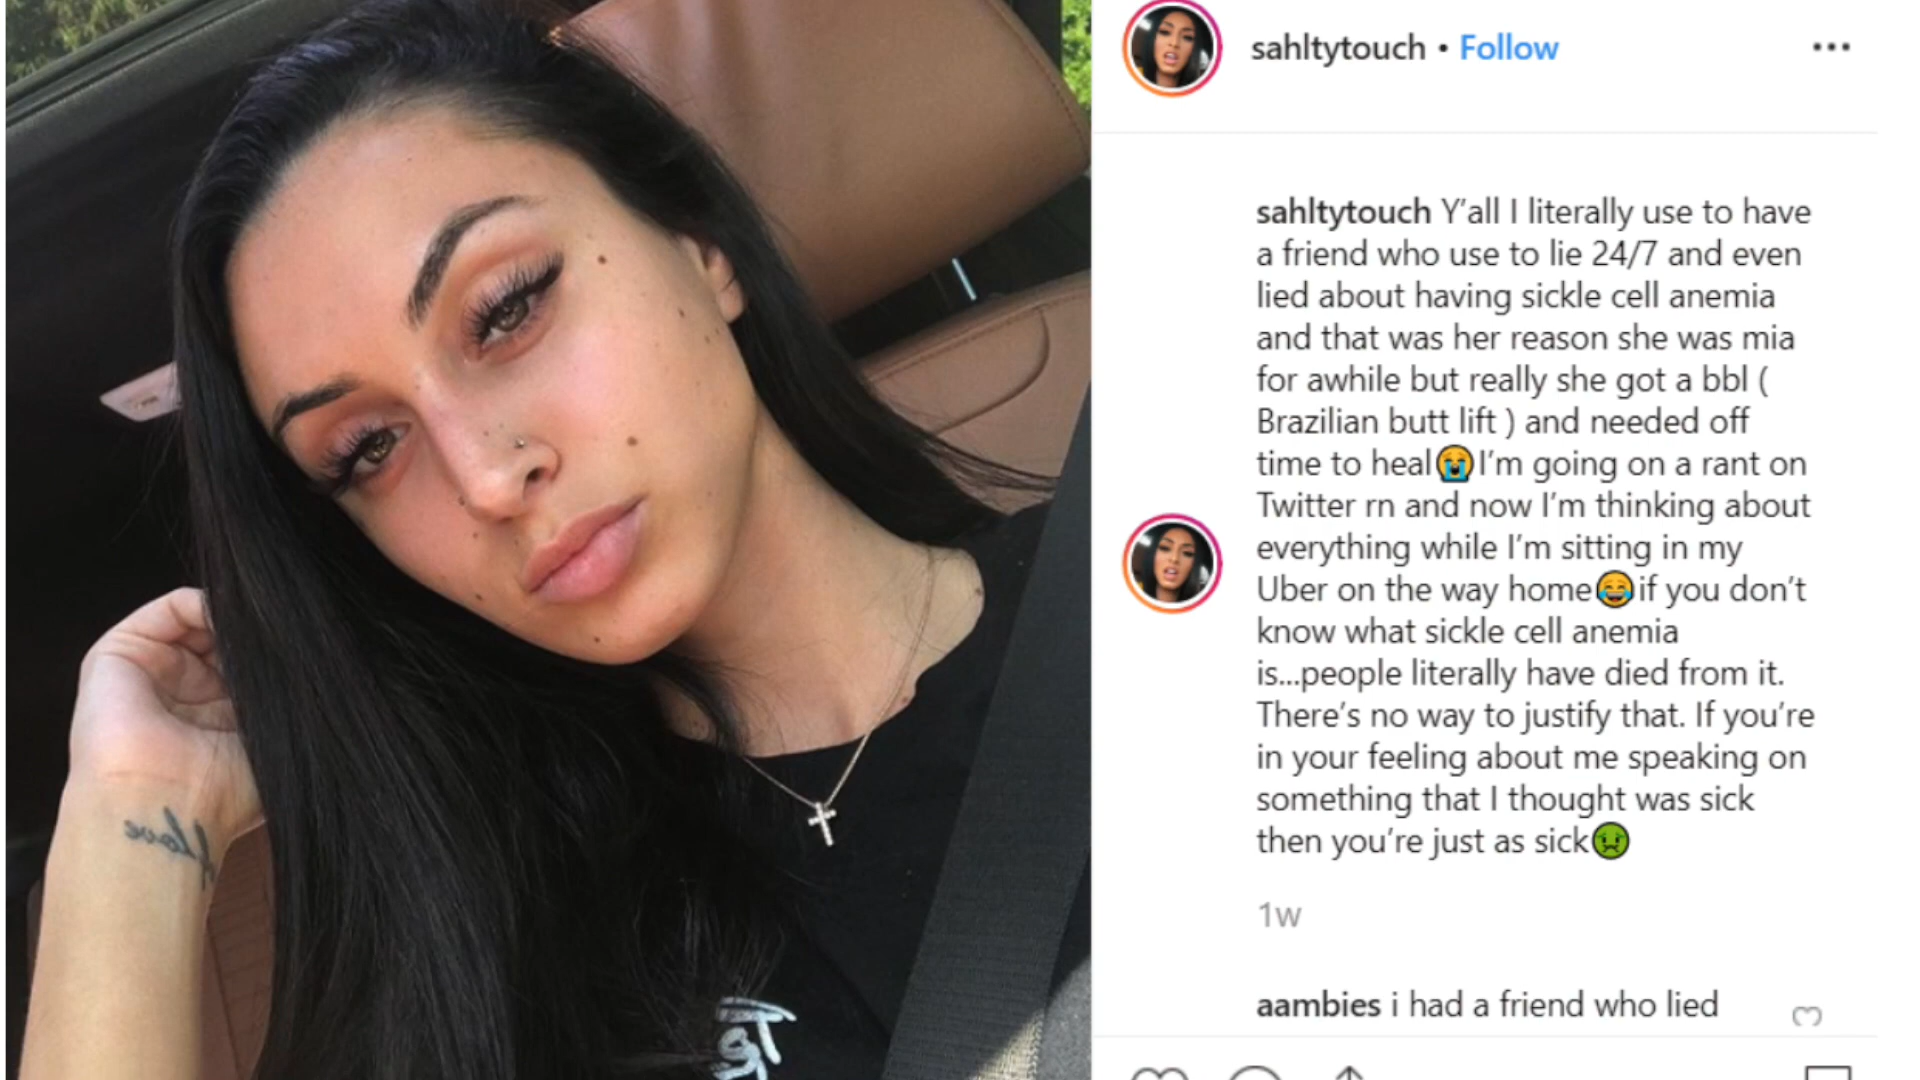 sahltytouch • Follow
sahltytouch Y'all I literally use to have
a friend who use to lie 24/7 and even
lied about having sickle cell anemia
and that was her reason she was mia
for awhile but really she got a bbl (
Brazilian butt lift ) and needed off
time to heal😭I'm going on a rant on
Twitter rn and now I'm thinking about
everything while I'm sitting in my
Uber on the way home😂if you don't
know what sickle cell anemia
is...people literally have died from it.
There's no way to justify that. If you're
in your feeling about me speaking on
something that I thought was sick
then you're just as sick🤢
1w
aambies i had a friend who lied
love